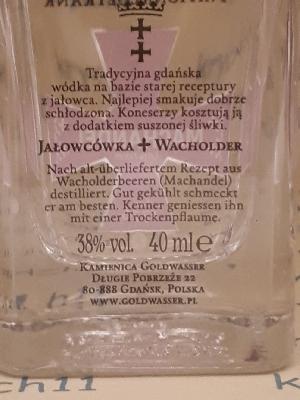 Tradycyjna gdańska
wódka na bazie starej receptury
z jałowca. Najlepiej smakuje dobrze
schłodzona. Koneserzy kosztują ją
z dodatkiem suszonej śliwki.
Jałowcówka + Wacholder
Nach alt-überliefertem Rezept aus
Wacholderbeeren (Machandel)
destilliert. Gut gekühlt schmeckt
er am besten. Kenner geniessen ihn
mit einer Trockenpflaume.
38% vol. 40 ml e
Kamienica Goldwasser
Długie Pobrzeże 22
80-888 Gdańsk, Polska
www.goldwasser.pl